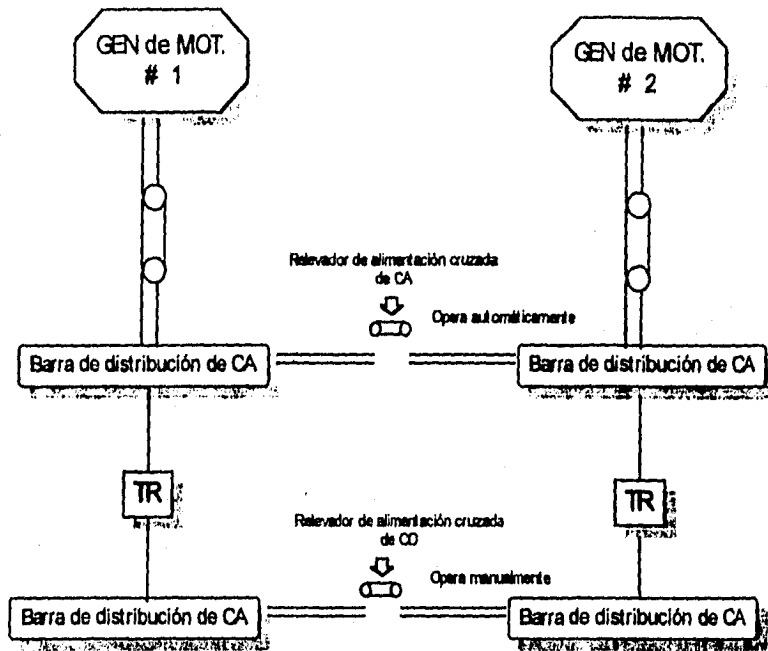 GEN de MOT.
# 1
GEN de MOT.
# 2
Relevador de alimentación cruzada
de CA
Opera automáticamente
Barra de distribución de CA
Barra de distribución de CA
TR
TR
Relevador de alimentación cruzada
de CD
Opera manualmente
Barra de distribución de CA
Barra de distribución de CA